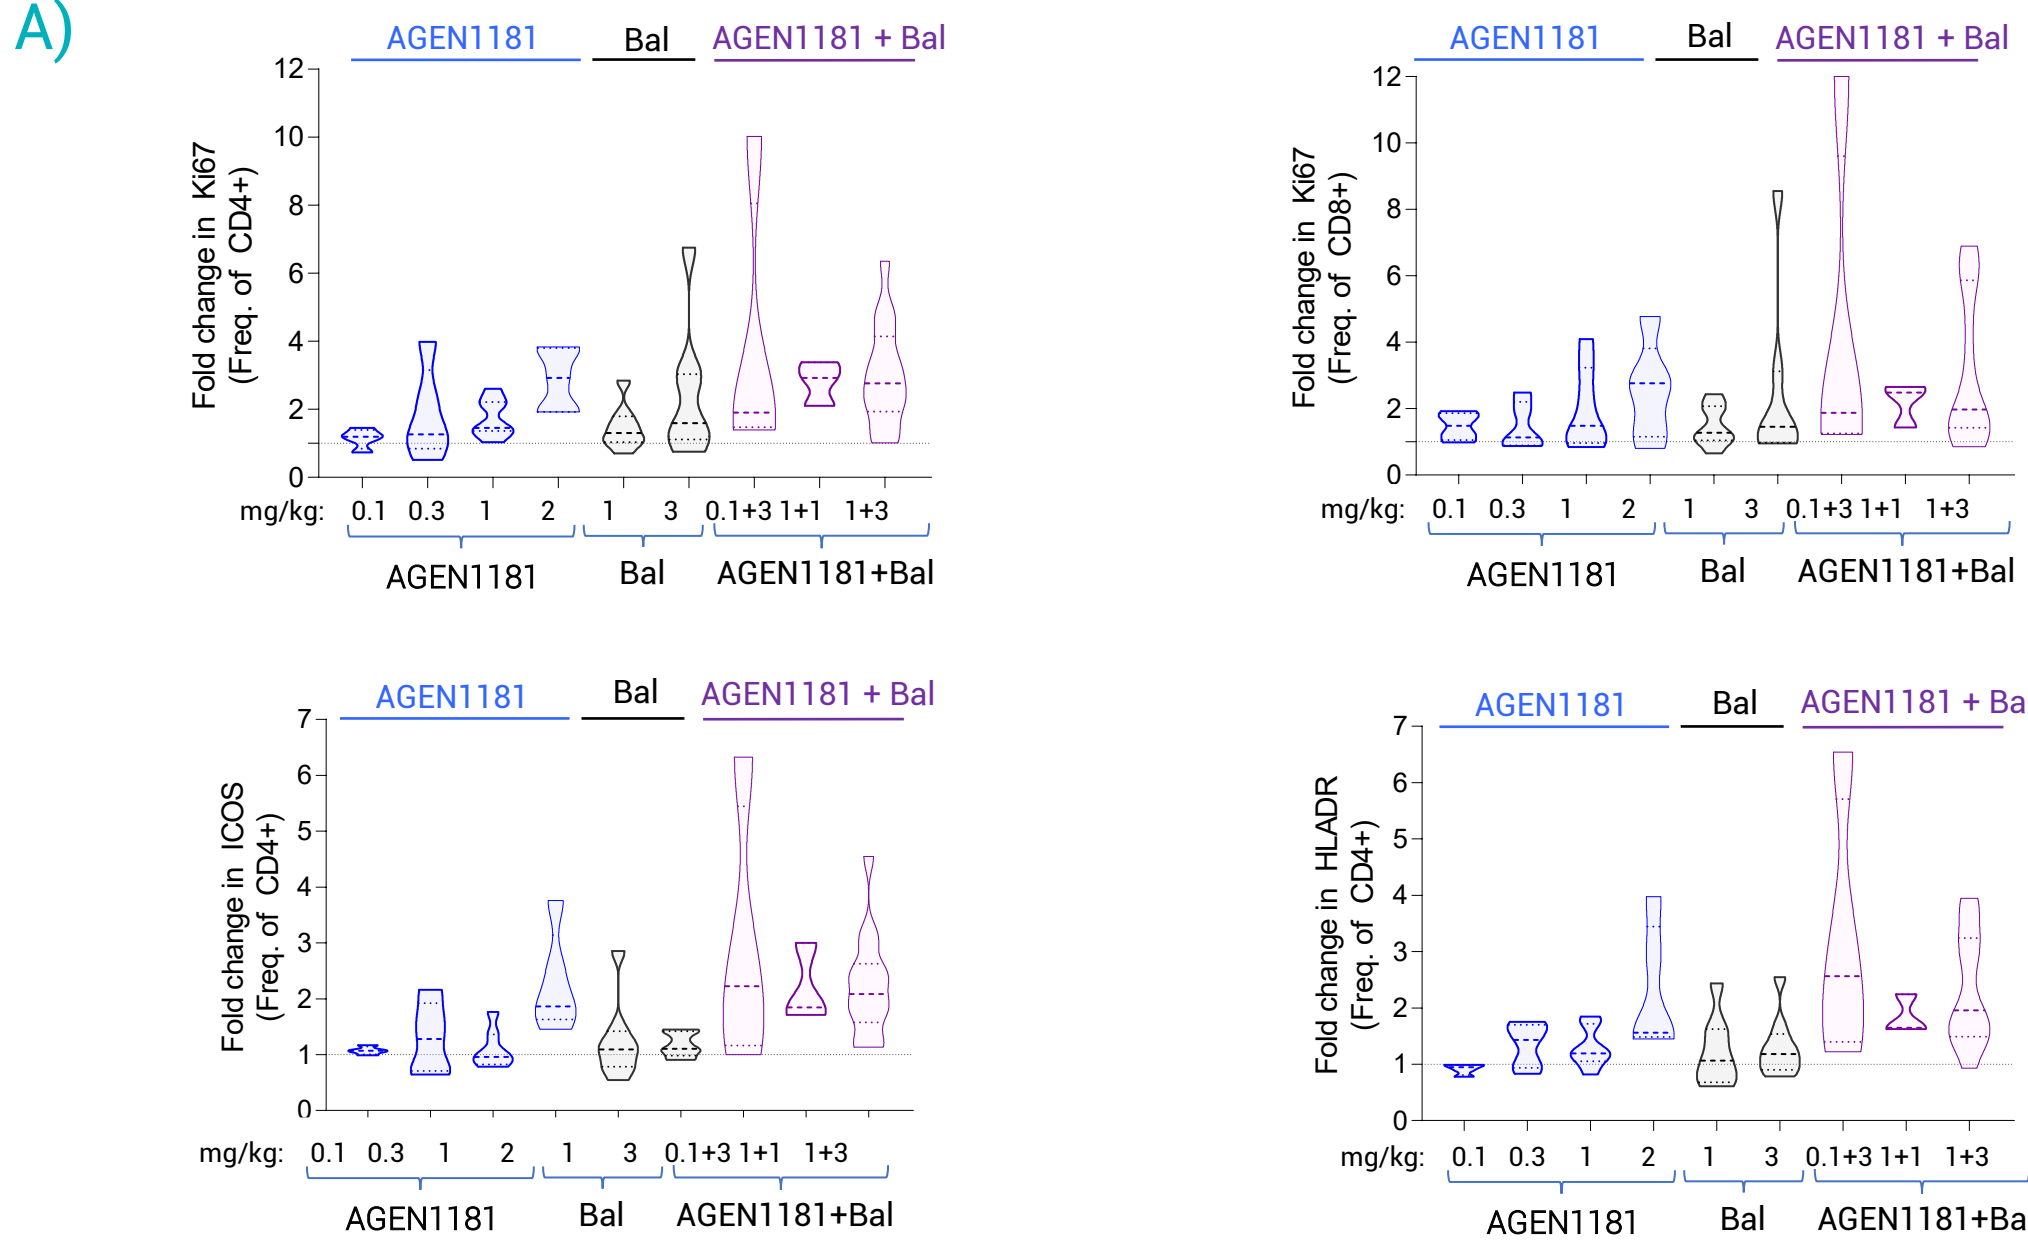 A)
AGEN1181 Bal AGEN1181 + Bal
12
10
8
6
4
2
0
Fold change in Ki67
(Freq. of CD4+)
mg/kg: 0.1 0.3 1 2 1 3 0.1+3 1+1 1+3
AGEN1181 Bal AGEN1181+Bal
AGEN1181 Bal AGEN1181 + Bal
12
10
8
6
4
2
0
Fold change in Ki67
(Freq. of CD8+)
mg/kg: 0.1 0.3 1 2 1 3 0.1+3 1+1 1+3
AGEN1181 Bal AGEN1181+Bal
AGEN1181 Bal AGEN1181 + Bal
7
6
5
4
3
2
1
0
Fold change in ICOS
(Freq. of CD4+)
mg/kg: 0.1 0.3 1 2 1 3 0.1+3 1+1 1+3
AGEN1181 Bal AGEN1181+Bal
AGEN1181 Bal AGEN1181 + Ba
7
6
5
4
3
2
1
0
Fold change in HLADR
(Freq. of CD4+)
mg/kg: 0.1 0.3 1 2 1 3 0.1+3 1+1 1+3
AGEN1181 Bal AGEN1181+Ba